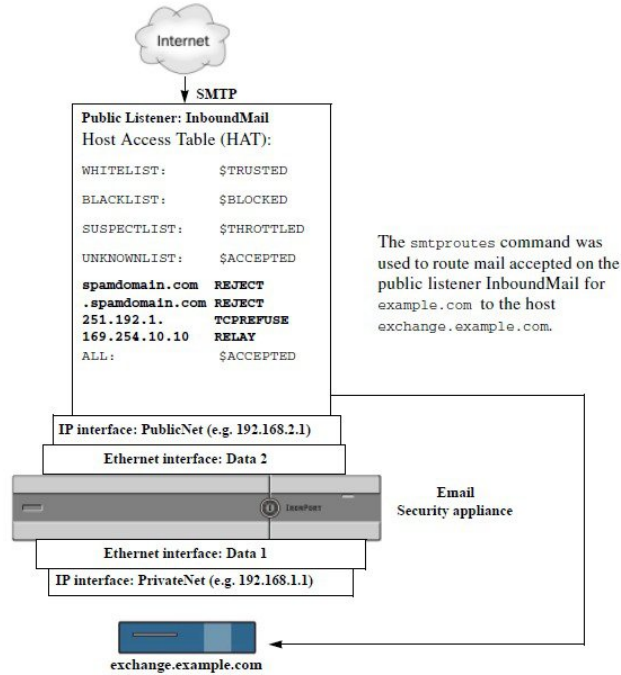 Internet
SMTP
Public Listener: InboundMail
Host Access Table (HAT):
WHITELIST: $TRUSTED
BLACKLIST: $BLOCKED
SUSPECTLIST: $THROTTLED
UNKNOWNLIST: $ACCEPTED
spamdomain.com REJECT
.spamdomain.com REJECT
251.192.1. TCPREFUSE
169.254.10.10 RELAY
ALL: $ACCEPTED
The smtproutes command was
used to route mail accepted on the
public listener InboundMail for
example.com to the host
exchange.example.com.
IP interface: PublicNet (e.g. 192.168.2.1)
Ethernet interface: Data 2
IRONPORT
Email
Security appliance
Ethernet interface: Data 1
IP interface: PrivateNet (e.g. 192.168.1.1)
exchange.example.com